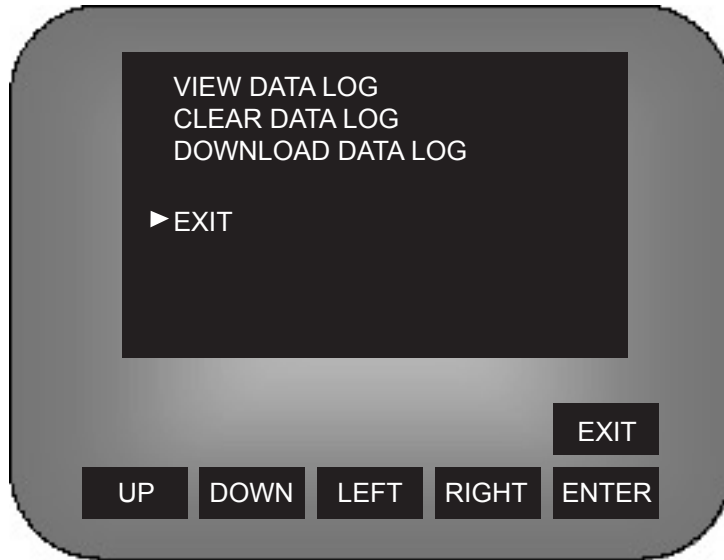 VIEW DATA LOG
CLEAR DATA LOG
DOWNLOAD DATA LOG
►EXIT
EXIT
UP DOWN LEFT RIGHT ENTER